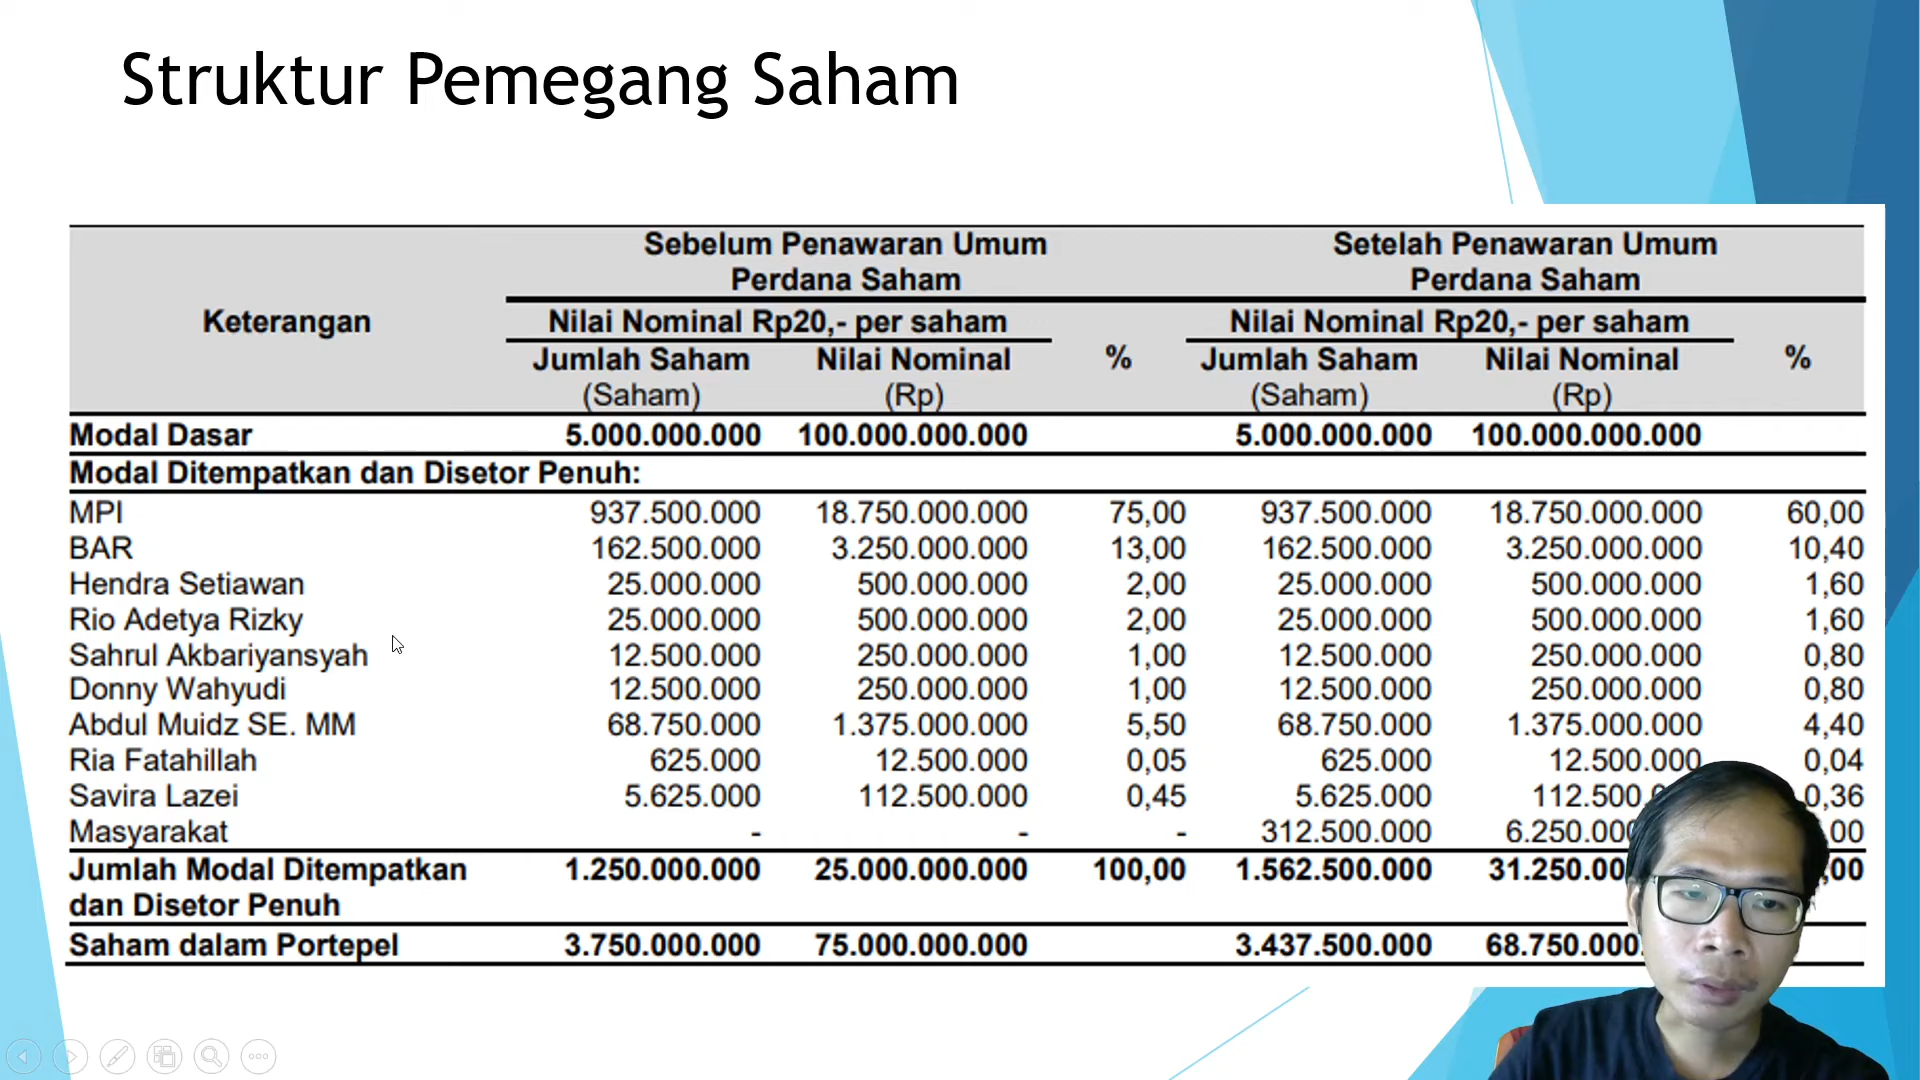 Struktur Pemegang Saham
Sebelum Penawaran Umum Setelah Penawaran Umum
Perdana Saham Perdana Saham
Keterangan Nilai Nominal Rp20,- per saham Nilai Nominal Rp20,- per saham
Jumlah Saham Nilai Nominal % Jumlah Saham Nilai Nominal %
(Saham) (Rp) (Saham) (Rp)
Modal Dasar 5.000.000.000 100.000.000.000 5.000.000.000 100.000.000.000
Modal Ditempatkan dan Disetor Penuh:
MPI 937.500.000 18.750.000.000 75,00 937.500.000 18.750.000.000 60,00
BAR 162.500.000 3.250.000.000 13,00 162.500.000 3.250.000.000 10,40
Hendra Setiawan 25.000.000 500.000.000 2,00 25.000.000 500.000.000 1,60
Rio Adetya Rizky 25.000.000 500.000.000 2,00 25.000.000 500.000.000 1,60
Sahrul Akbariyansyah 12.500.000 250.000.000 1,00 12.500.000 250.000.000 0,80
Donny Wahyudi 12.500.000 250.000.000 1,00 12.500.000 250.000.000 0,80
Abdul Muidz SE. MM 68.750.000 1.375.000.000 5,50 68.750.000 1.375.000.000 4,40
Ria Fatahillah 625.000 12.500.000 0,05 625.000 12.500.000 0,04
Savira Lazei 5.625.000 112.500.000 0,45 5.625.000 0,36
Masyarakat - - - 312.500.000
Jumlah Modal Ditempatkan 1.250.000.000 25.000.000.000 100,00 1.562.500.000
dan Disetor Penuh
Saham dalam Portepel 3.750.000.000 75.000.000.000 3.437.500.000